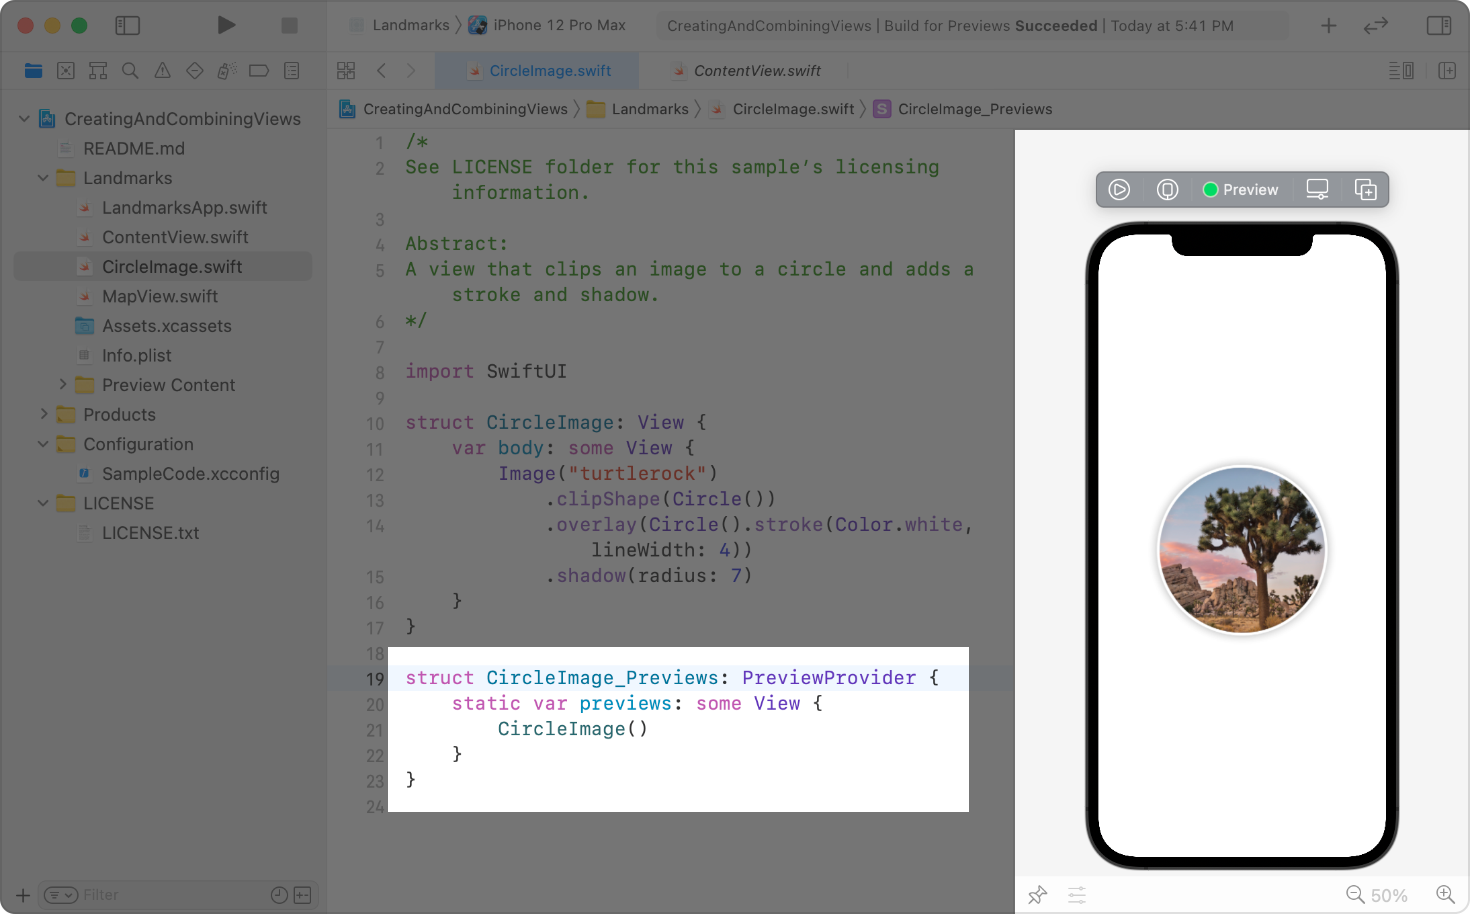 Landmarks
iPhone 12 Pro Max
CreatingAndCombiningViews | Build for Previews Succeeded | Today at 5:41 PM
CircleImage.swift
ContentView.swift
CreatingAndCombiningViews
Landmarks
CircleImage.swift
S
CircleImage_Previews
CreatingAndCombiningViews
README.md
Landmarks
LandmarksApp.swift
ContentView.swift
CircleImage.swift
MapView.swift
Assets.xcassets
Info.plist
Preview Content
Products
Configuration
SampleCode.xcconfig
LICENSE
LICENSE.txt
Filter
1 /*
2 See LICENSE folder for this sample’s licensing
information.
3
4 Abstract:
5 A view that clips an image to a circle and adds a
stroke and shadow.
6 */
7
8 import SwiftUI
9
10 struct CircleImage: View {
11 var body: some View {
12 Image("turtlerock")
13 .clipShape(Circle())
14 .overlay(Circle().stroke(Color.white,
lineWidth: 4))
15 .shadow(radius: 7)
16 }
17 }
18
19 struct CircleImage_Previews: PreviewProvider {
20 static var previews: some View {
21 CircleImage()
22 }
23 }
24
Preview
50%